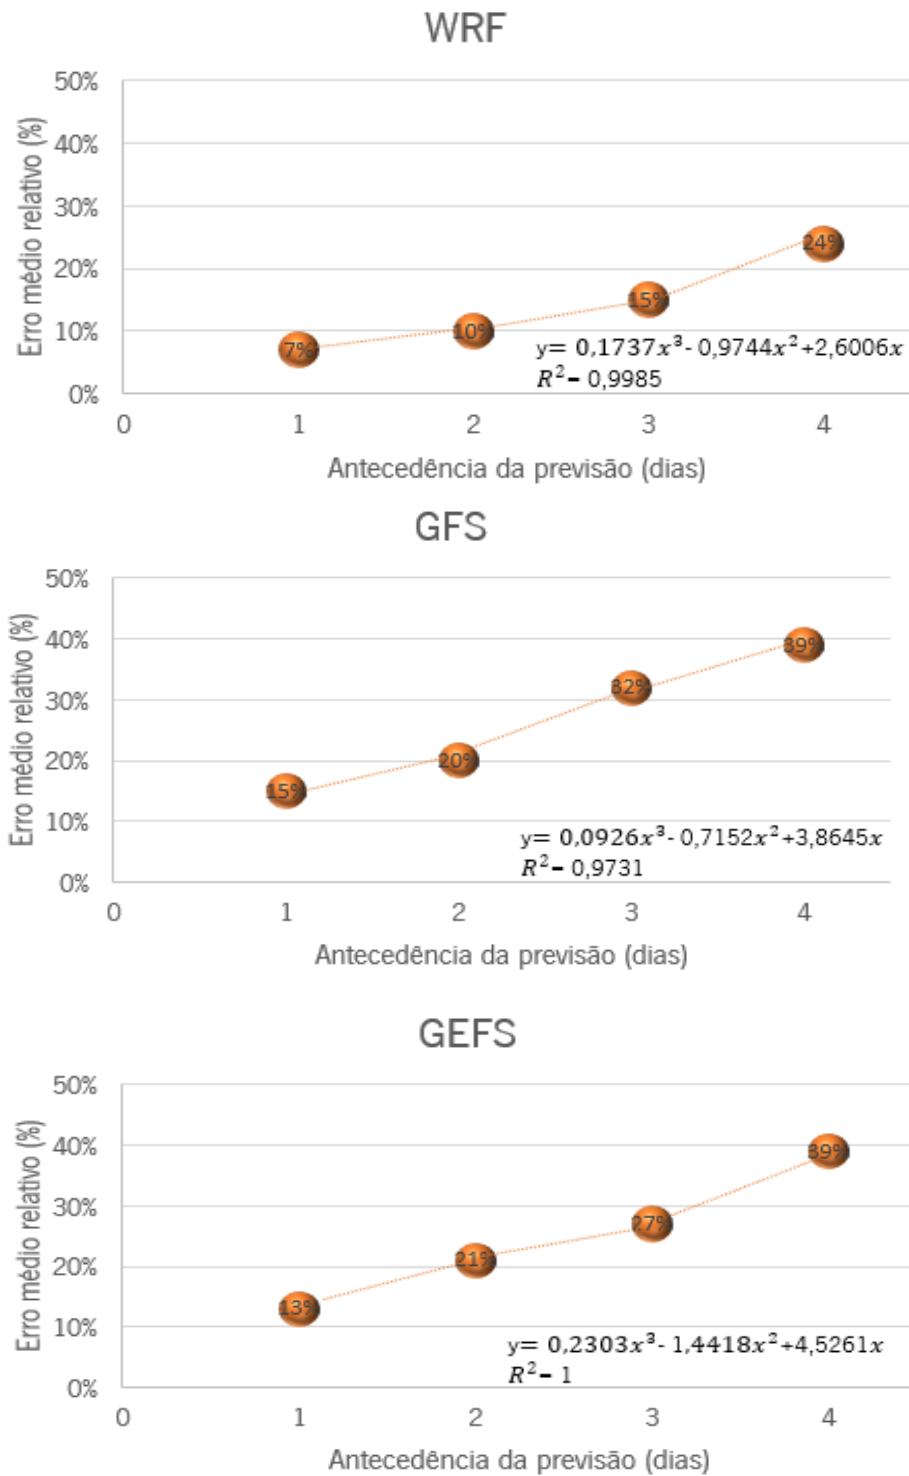 WRF
Erro médio relativo (%)
50%
40%
30%
20%
10%
0%
7%
10%
15%
24%
y= 0,1737x³- 0,9744x²+2,6006x
R²= 0,9985
0 1 2 3 4
Antecedência da previsão (dias)
GFS
Erro médio relativo (%)
50%
40%
30%
20%
10%
0%
15%
20%
32%
39%
y= 0,0926x³- 0,7152x²+3,8645x
R²= 0,9731
0 1 2 3 4
Antecedência da previsão (dias)
GEFS
Erro médio relativo (%)
50%
40%
30%
20%
10%
0%
13%
21%
27%
39%
y= 0,2303x³- 1,4418x²+4,5261x
R²= 1
0 1 2 3 4
Antecedência da previsão (dias)